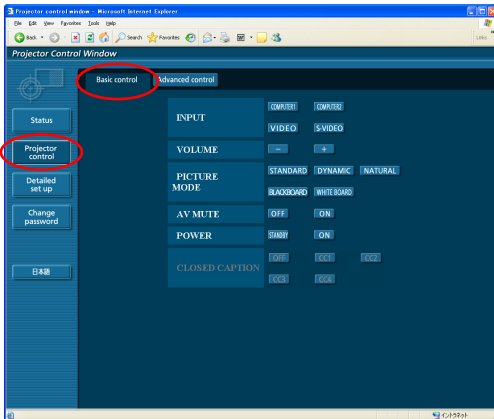 Projector control window - Microsoft Internet Explorer
File Edit View Favorites Tools Help
Back Search Favorites Links
Projector Control Window
Basic control Advanced control
Status
Projector control
Detailed set up
Change password
日本語
INPUT COMPUTER1 COMPUTER2
VIDEO S-VIDEO
VOLUME - +
PICTURE MODE STANDARD DYNAMIC NATURAL
BLACKBOARD WHITE BOARD
AV MUTE OFF ON
POWER STANDBY ON
CLOSED CAPTION OFF CC1 CC2
CC3 CC4
イントラネット